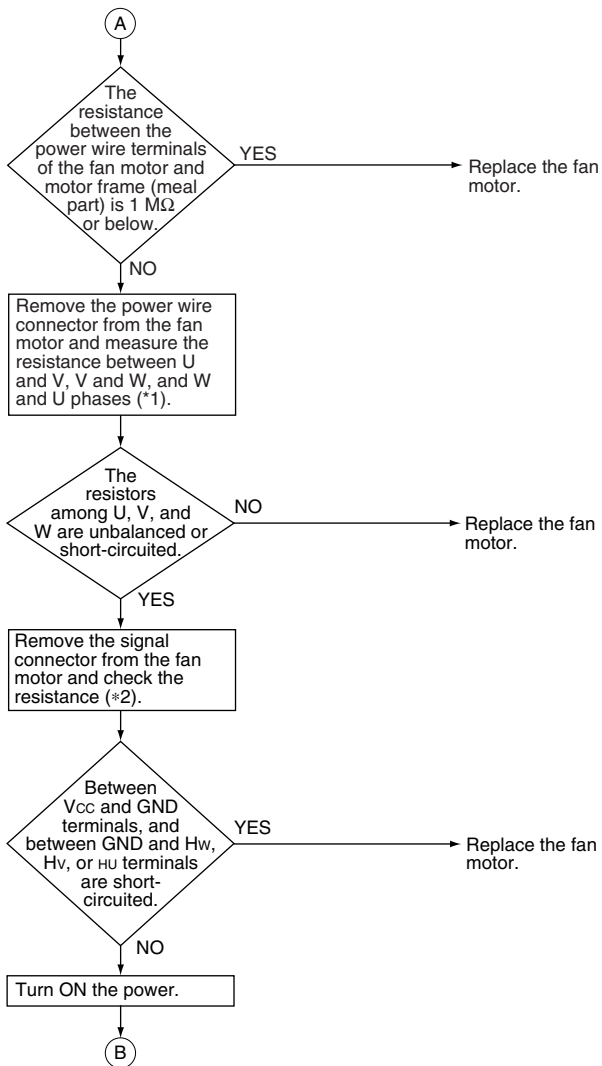 A
The
resistance
between the
power wire terminals
of the fan motor and
motor frame (meal
part) is 1 MΩ
or below.
YES
Replace the fan
motor.
NO
Remove the power wire
connector from the fan
motor and measure the
resistance between U
and V, V and W, and W
and U phases (*1).
The
resistors
among U, V, and
W are unbalanced or
short-circuited.
NO
Replace the fan
motor.
YES
Remove the signal
connector from the fan
motor and check the
resistance (*2).
Between
VCC and GND
terminals, and
between GND and HW,
HV, or HU terminals
are short-
circuited.
YES
Replace the fan
motor.
NO
Turn ON the power.
B